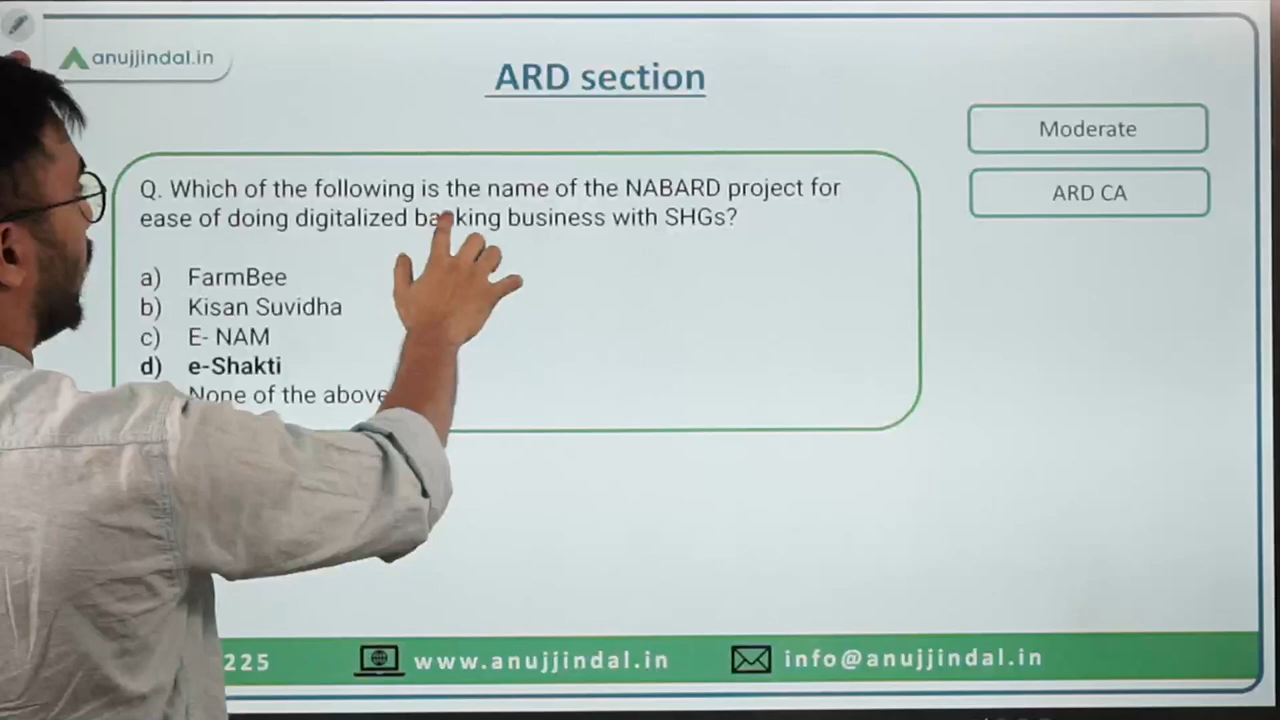 anujjindal.in
ARD section
Moderate
ARD CA
Q. Which of the following is the name of the NABARD project for
ease of doing digitalized banking business with SHGs?
a) FarmBee
b) Kisan Suvidha
c) E- NAM
d) e-Shakti
None of the above
225
www.anujjindal.in
info@anujjindal.in